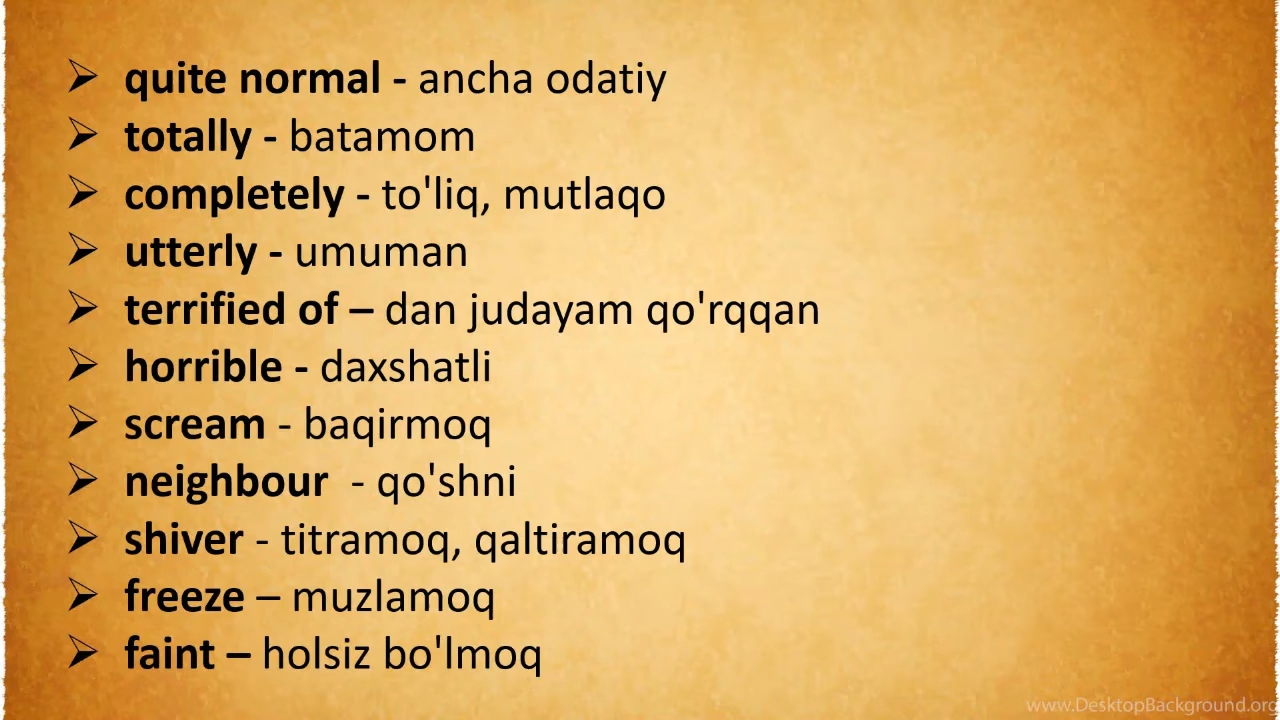 ➢ quite normal - ancha odatiy
➢ totally - batamom
➢ completely - to'liq, mutlaqo
➢ utterly - umuman
➢ terrified of – dan judayam qo'rqqan
➢ horrible - daxshatli
➢ scream - baqirmoq
➢ neighbour  - qo'shni
➢ shiver - titramoq, qaltiramoq
➢ freeze – muzlamoq
➢ faint – holsiz bo'lmoq
www.DesktopBackground.org